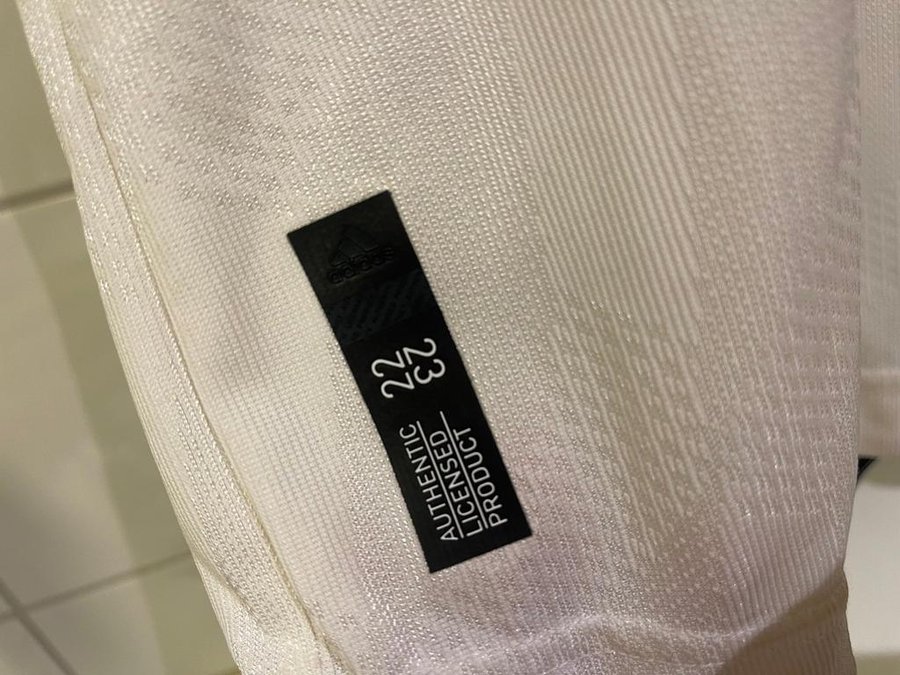 adidas
22
23
AUTHENTIC
LICENSED
PRODUCT